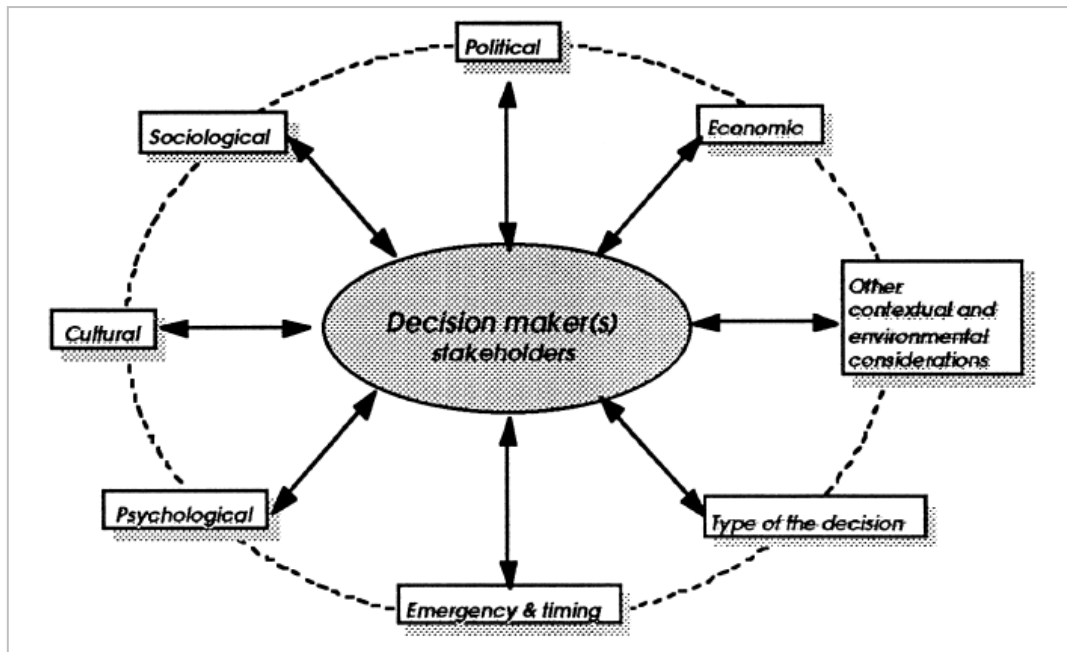 Political
Sociological
Economic
Other
contextual and
environmental
considerations
Decision maker(s)
stakeholders
Cultural
Psychological
Type of the decision
Emergency & timing